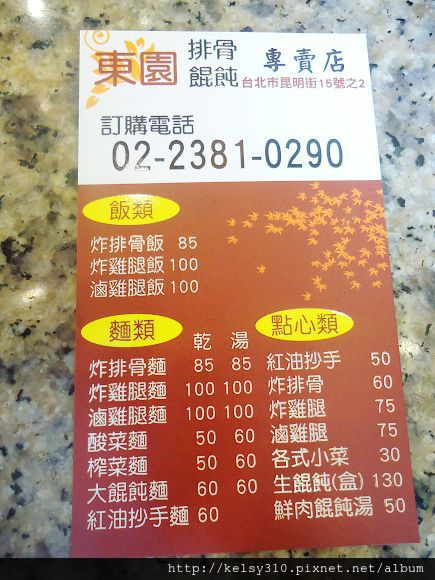 東園
排骨
餛飩
專賣店
台北市昆明街15號之2
訂購電話
02-2381-0290
飯類
炸排骨飯 85
炸雞腿飯 100
滷雞腿飯 100
麵類
乾 湯
炸排骨麵 85 85
炸雞腿麵 100 100
滷雞腿麵 100 100
酸菜麵 50 60
榨菜麵 50 60
大餛飩麵 60 60
紅油抄手麵 60
點心類
紅油抄手 50
炸排骨 60
炸雞腿 75
滷雞腿 75
各式小菜 30
生餛飩(盒) 130
鮮肉餛飩湯 50
http://kelsy310.pixnet.net/album